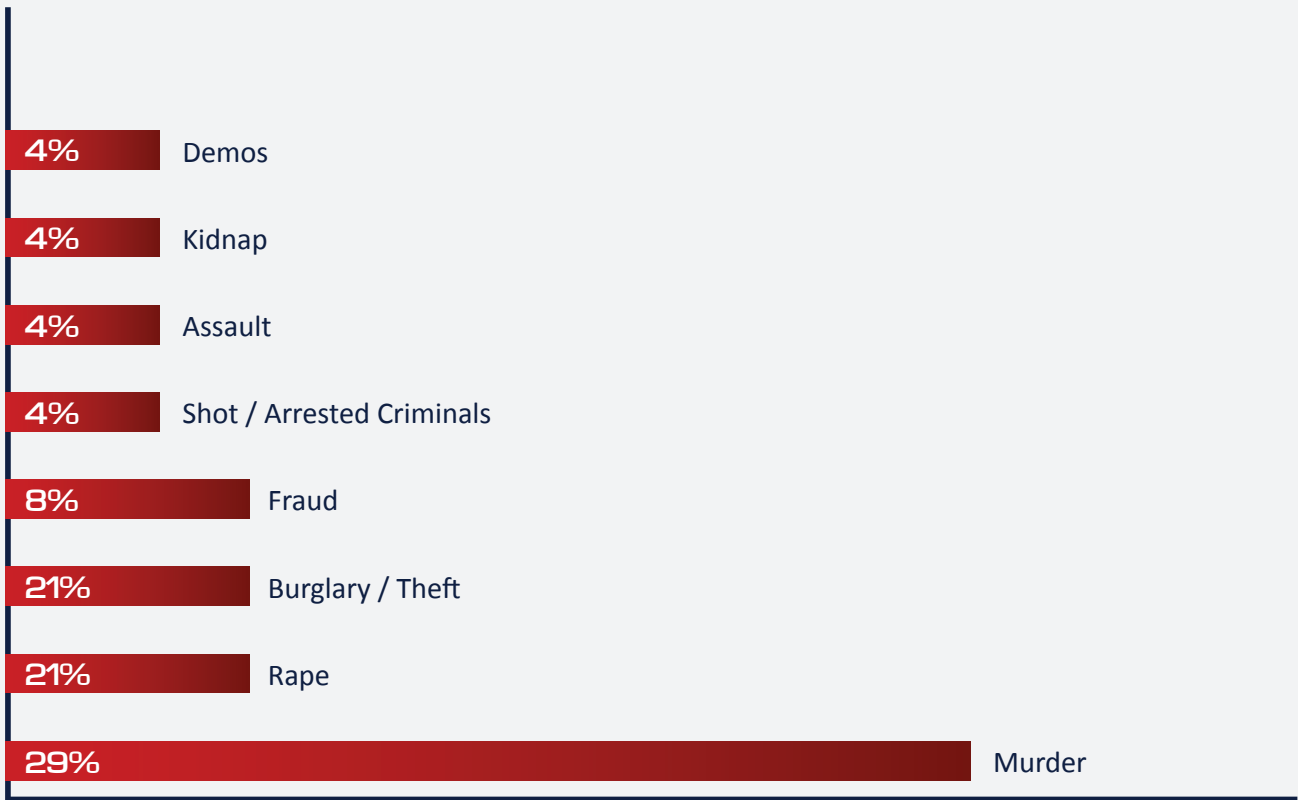 4% Demos
4% Kidnap
4% Assault
4% Shot / Arrested Criminals
8% Fraud
21% Burglary / Theft
21% Rape
29% Murder